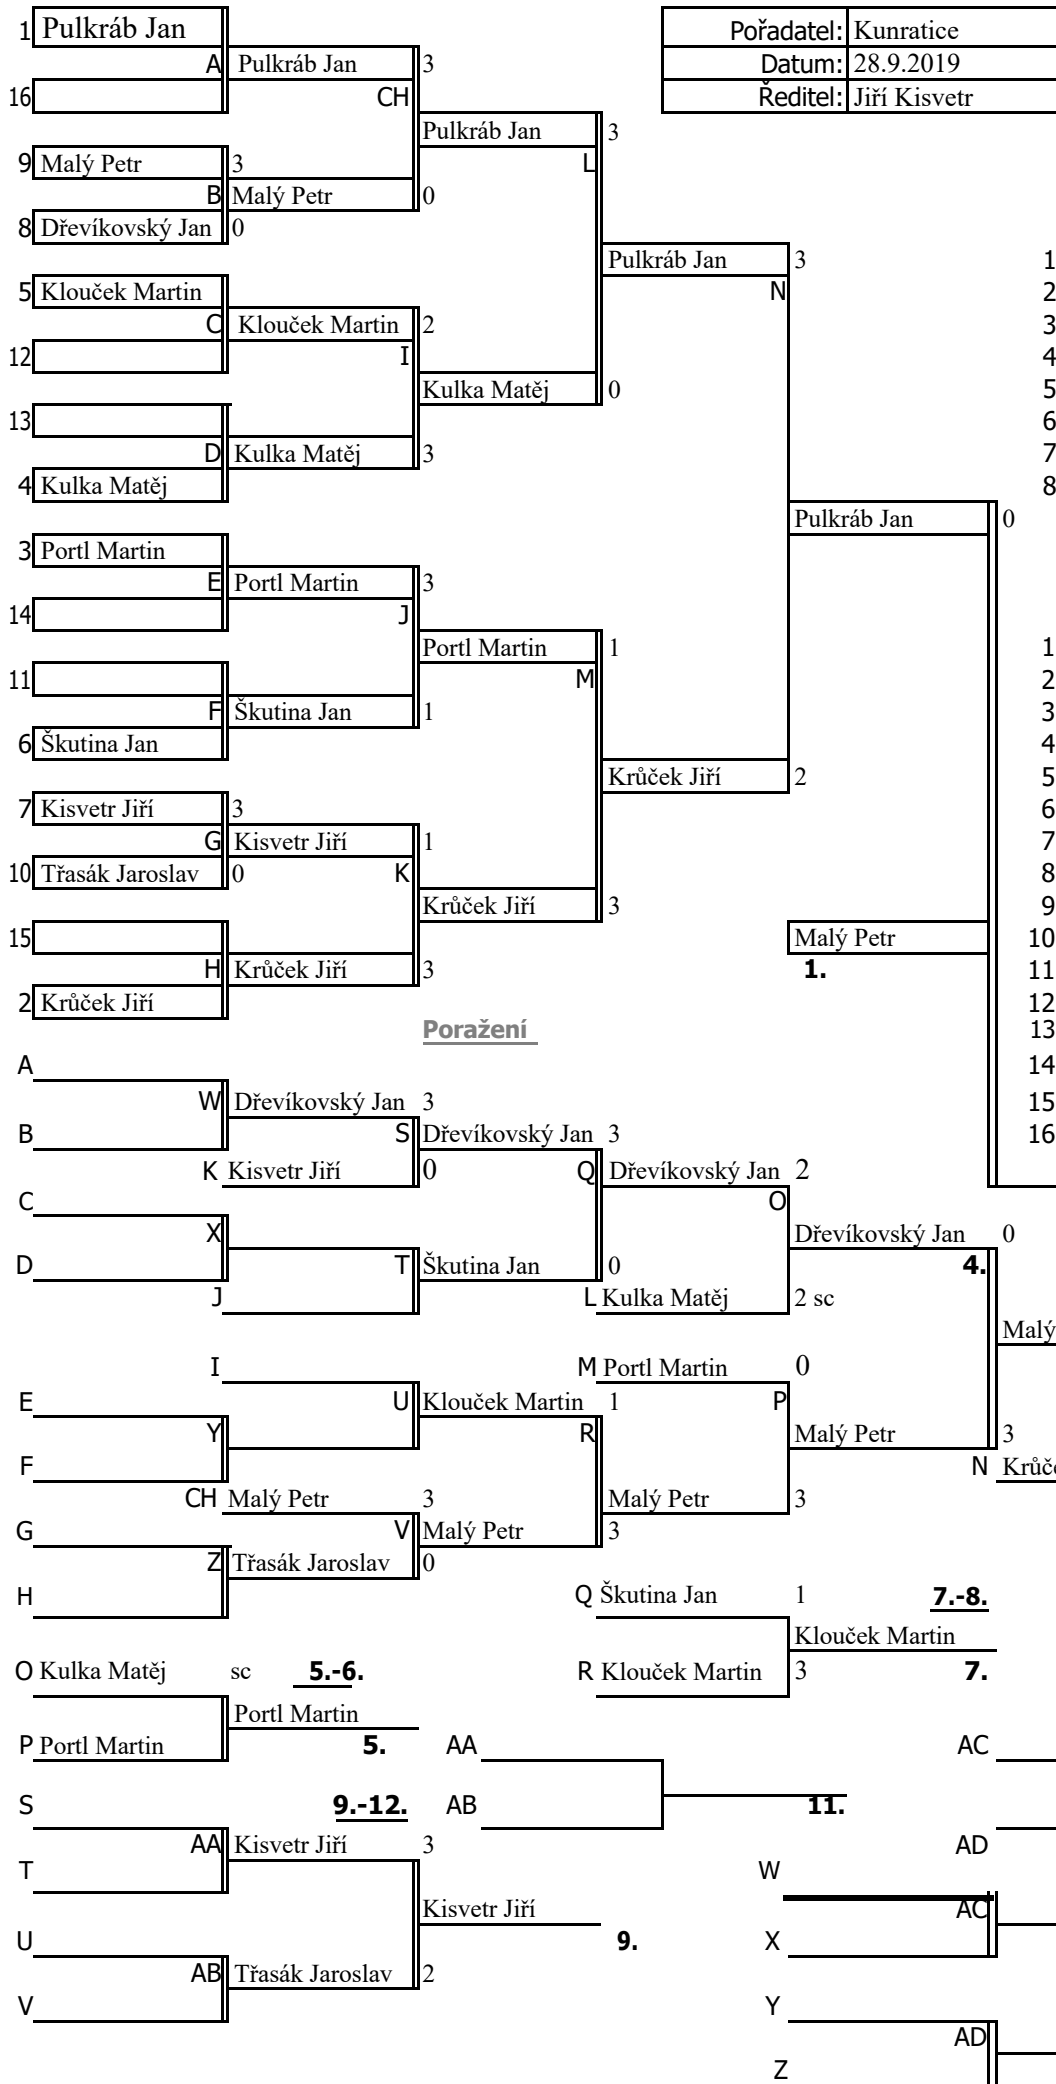 1 Pulkráb Jan Pořadatel: Kunratice
A Pulkráb Jan 3 Datum: 28.9.2019
16 CH Ředitel: Jiří Kisvetr
Pulkráb Jan 3
9 Malý Petr 3 L
B Malý Petr 0
8 Dřevíkovský Jan 0
Pulkráb Jan 3 1
5 Klouček Martin N 2
C Klouček Martin 2 3
12 I 4
Kulka Matěj 0 5
13 6
D Kulka Matěj 3 7
4 Kulka Matěj 8
Pulkráb Jan 0
3 Portl Martin
E Portl Martin 3
14 J
Portl Martin 1 1
11 M 2
F Škutina Jan 1 3
6 Škutina Jan 4
Krůček Jiří 2 5
7 Kisvetr Jiří 3 6
G Kisvetr Jiří 1 7
10 Třasák Jaroslav 0 K 8
Krůček Jiří 3 9
15 Malý Petr 10
H Krůček Jiří 3 1. 11
2 Krůček Jiří 12
Poražení 13
A 14
W Dřevíkovský Jan 3 15
B S Dřevíkovský Jan 3 16
K Kisvetr Jiří 0 Q Dřevíkovský Jan 2
C O
X Dřevíkovský Jan 0
D T Škutina Jan 0 4.
J L Kulka Matěj 2 sc
Malý
I M Portl Martin 0
E U Klouček Martin 1 P
Y R Malý Petr 3
F N Krůč
CH Malý Petr 3 Malý Petr 3
G V Malý Petr 3
Z Třasák Jaroslav 0
H Q Škutina Jan 1 7.-8.
Klouček Martin
O Kulka Matěj sc 5.-6. R Klouček Martin 3 7.
Portl Martin
P Portl Martin 5. AA AC
S 9.-12. AB 11.
AA Kisvetr Jiří 3 AD
T W
Kisvetr Jiří AC
U 9. X
AB Třasák Jaroslav 2
V Y
AD
Z